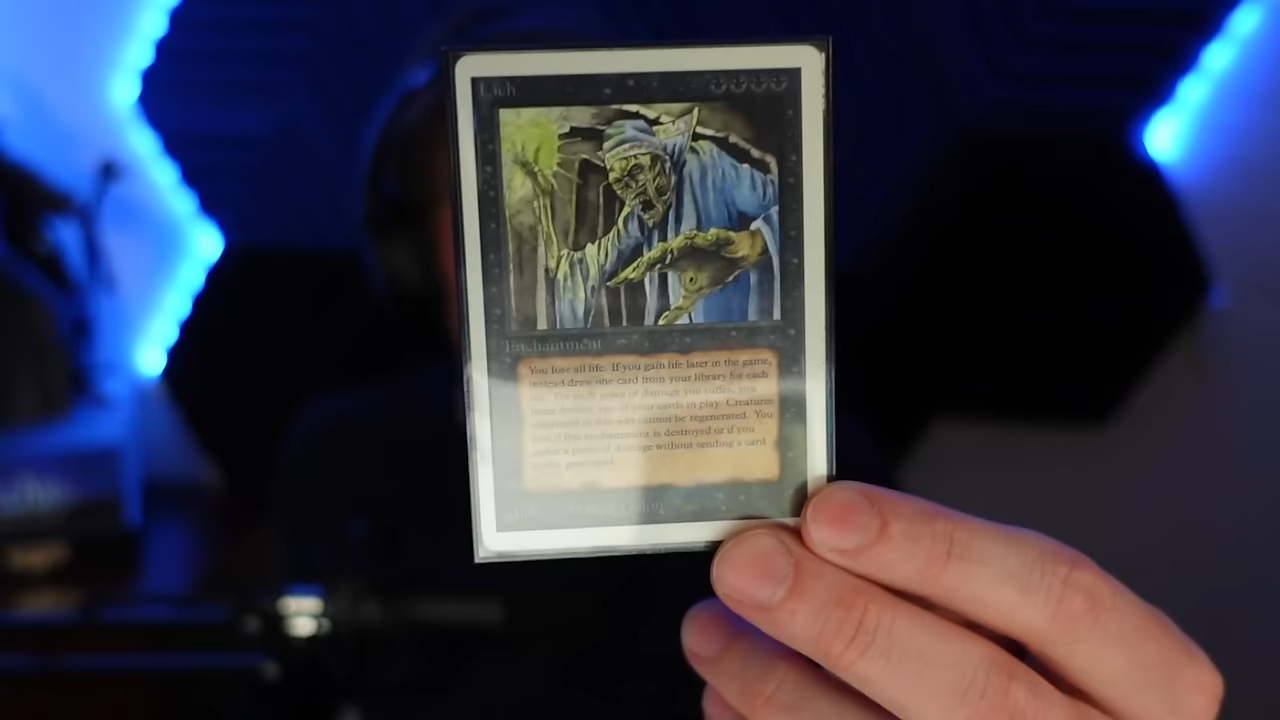 Lich
Enchantment
You lose all life. If you gain life later in the game,
instead draw one card from your library for each
life. For each point of damage you suffer, you
must destroy one of your cards in play. Creatures
destroyed in this way cannot be regenerated. You
lose if this enchantment is destroyed or if you
suffer a point of damage without sending a card
to the graveyard.